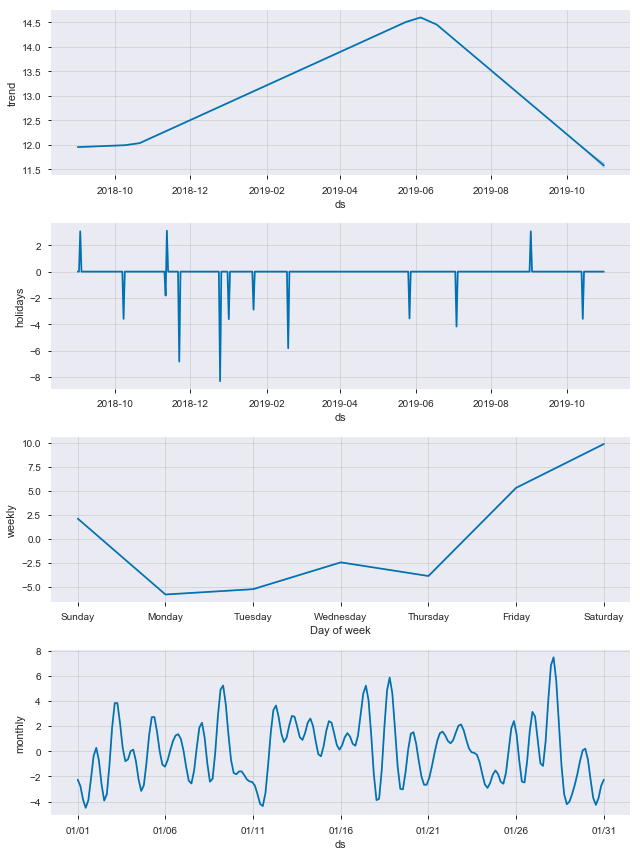 14.5
14.0
13.5
13.0
12.5
12.0
11.5
trend
2018-10 2018-12 2019-02 2019-04 2019-06 2019-08 2019-10
ds
2
0
−2
−4
−6
−8
holidays
2018-10 2018-12 2019-02 2019-04 2019-06 2019-08 2019-10
ds
10.0
7.5
5.0
2.5
0.0
−2.5
−5.0
weekly
Sunday Monday Tuesday Wednesday Thursday Friday Saturday
Day of week
8
6
4
2
0
−2
−4
monthly
01/01 01/06 01/11 01/16 01/21 01/26 01/31
ds